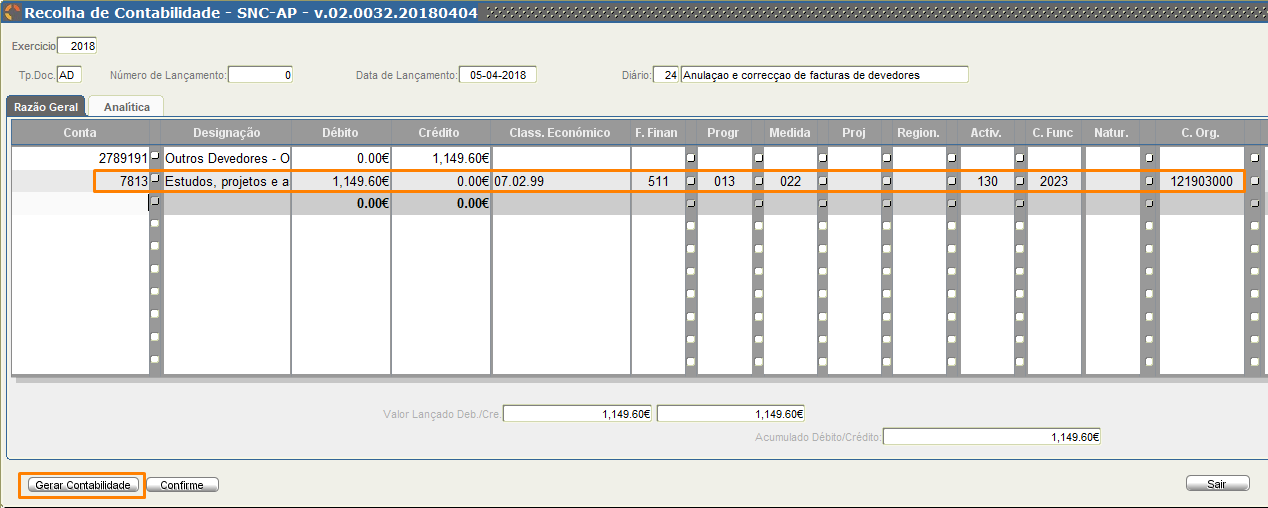 Recolha de Contabilidade - SNC-AP - v.02.0032.20180404
Exercicio 2018
Tp.Doc. AD Número de Lançamento: 0 Data de Lançamento: 05-04-2018 Diário: 24 Anulaçao e correcçao de facturas de devedores
Razão Geral Analítica
Conta Designação Débito Crédito Class. Económico F. Finan Progr Medida Proj Region. Activ. C. Func Natur. C. Org.
2789191 Outros Devedores - O 0.00€ 1,149.60€
7813 Estudos, projetos e a 1,149.60€ 0.00€ 07.02.99 511 013 022 130 2023 121903000
0.00€ 0.00€
Valor Lançado Deb./Cre. 1,149.60€ 1,149.60€
Acumulado Débito/Crédito: 1,149.60€
Gerar Contabilidade Confirme Sair